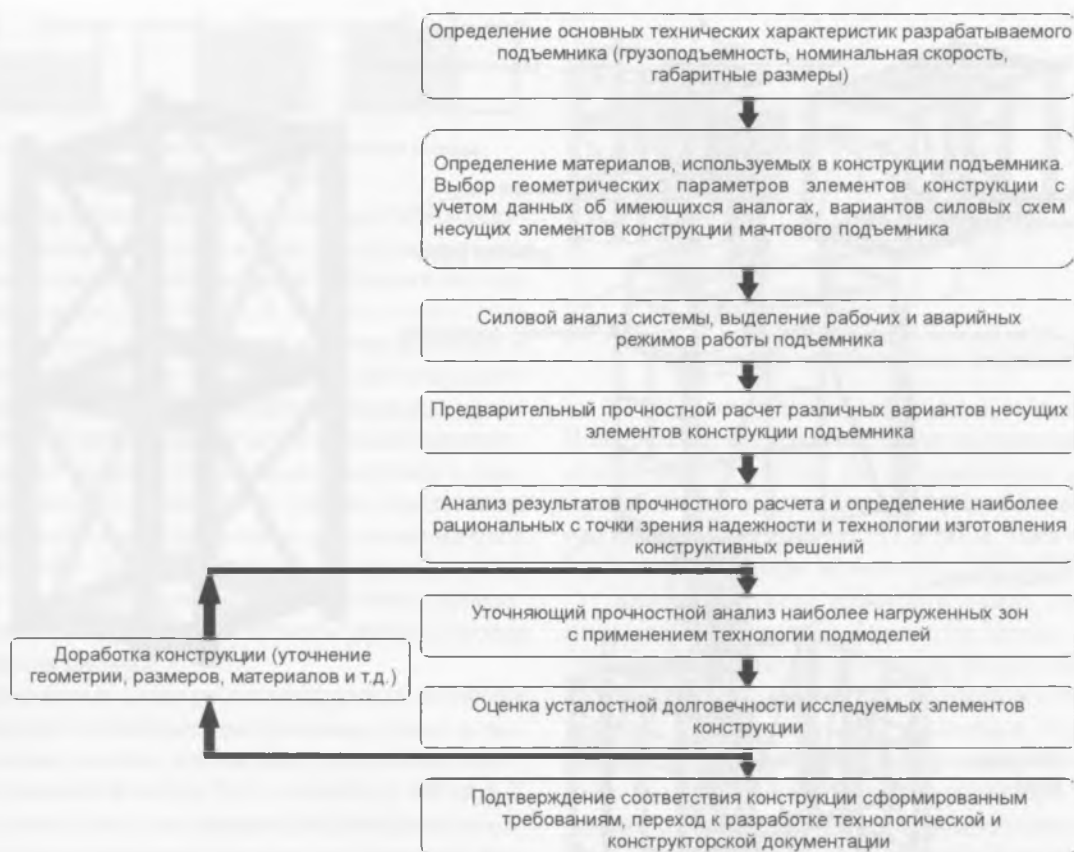 Определение основных технических характеристик разрабатываемого
подъемника (грузоподъемность, номинальная скорость,
габаритные размеры)
Определение материалов, используемых в конструкции подъемника.
Выбор геометрических параметров элементов конструкции с
учетом данных об имеющихся аналогах, вариантов силовых схем
несущих элементов конструкции мачтового подъемника
Силовой анализ системы, выделение рабочих и аварийных
режимов работы подъемника
Предварительный прочностной расчет различных вариантов несущих
элементов конструкции подъемника
Анализ результатов прочностного расчета и определение наиболее
рациональных с точки зрения надежности и технологии изготовления
конструктивных решений
Уточняющий прочностной анализ наиболее нагруженных зон
с применением технологии подмоделей
Доработка конструкции (уточнение
геометрии, размеров, материалов и т.д.)
Оценка усталостной долговечности исследуемых элементов
конструкции
Подтверждение соответствия конструкции сформированным
требованиям, переход к разработке технологической и
конструкторской документации